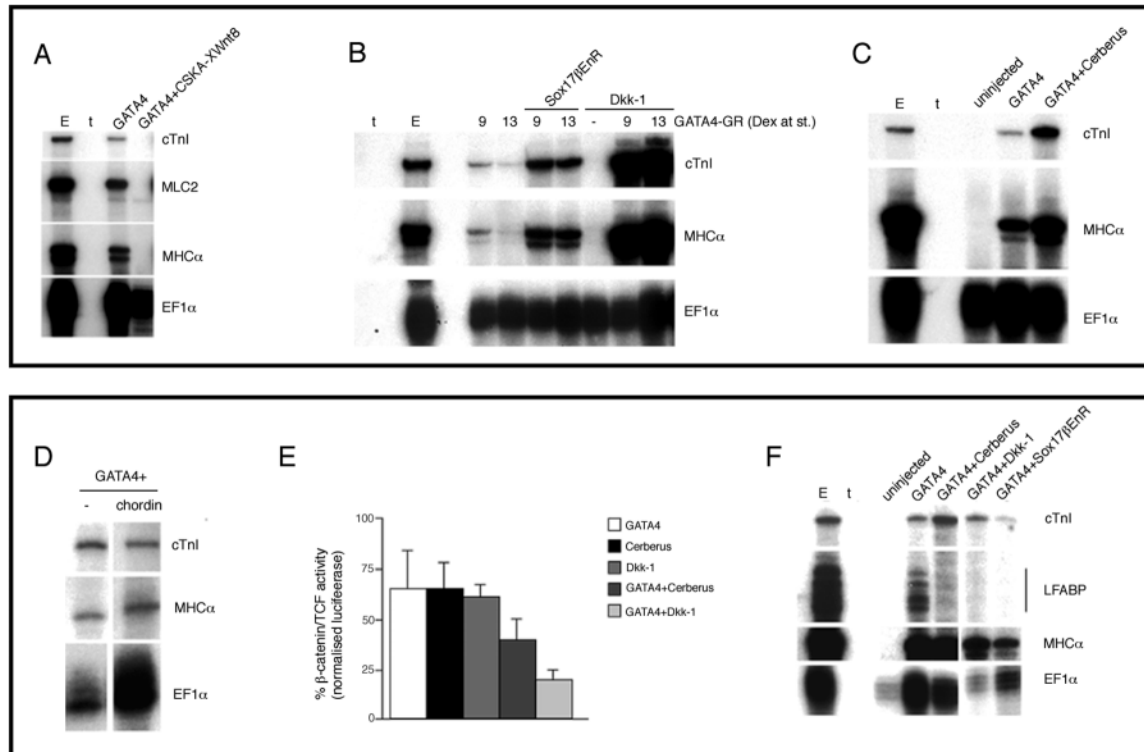 A
E t GATA4 GATA4+CSKA-XWnt8
cTnI
MLC2
MHCα
EF1α
B
Sox17βEnR Dkk-1
t E 9 13 9 13 - 9 13 GATA4-GR (Dex at st.)
cTnI
MHCα
EF1α
C
E t uninjected GATA4 GATA4+Cerberus
cTnI
MHCα
EF1α
D
GATA4+
- chordin
cTnI
MHCα
EF1α
E
% β-catenin/TCF activity
(normalised lucifeerase)
100
75
50
25
0
GATA4
Cerberus
Dkk-1
GATA4+Cerberus
GATA4+Dkk-1
F
E t uninjected GATA4 GATA4+Cerberus GATA4+Dkk-1 GATA4+Sox17βEnR
cTnI
LFABP
MHCα
EF1α